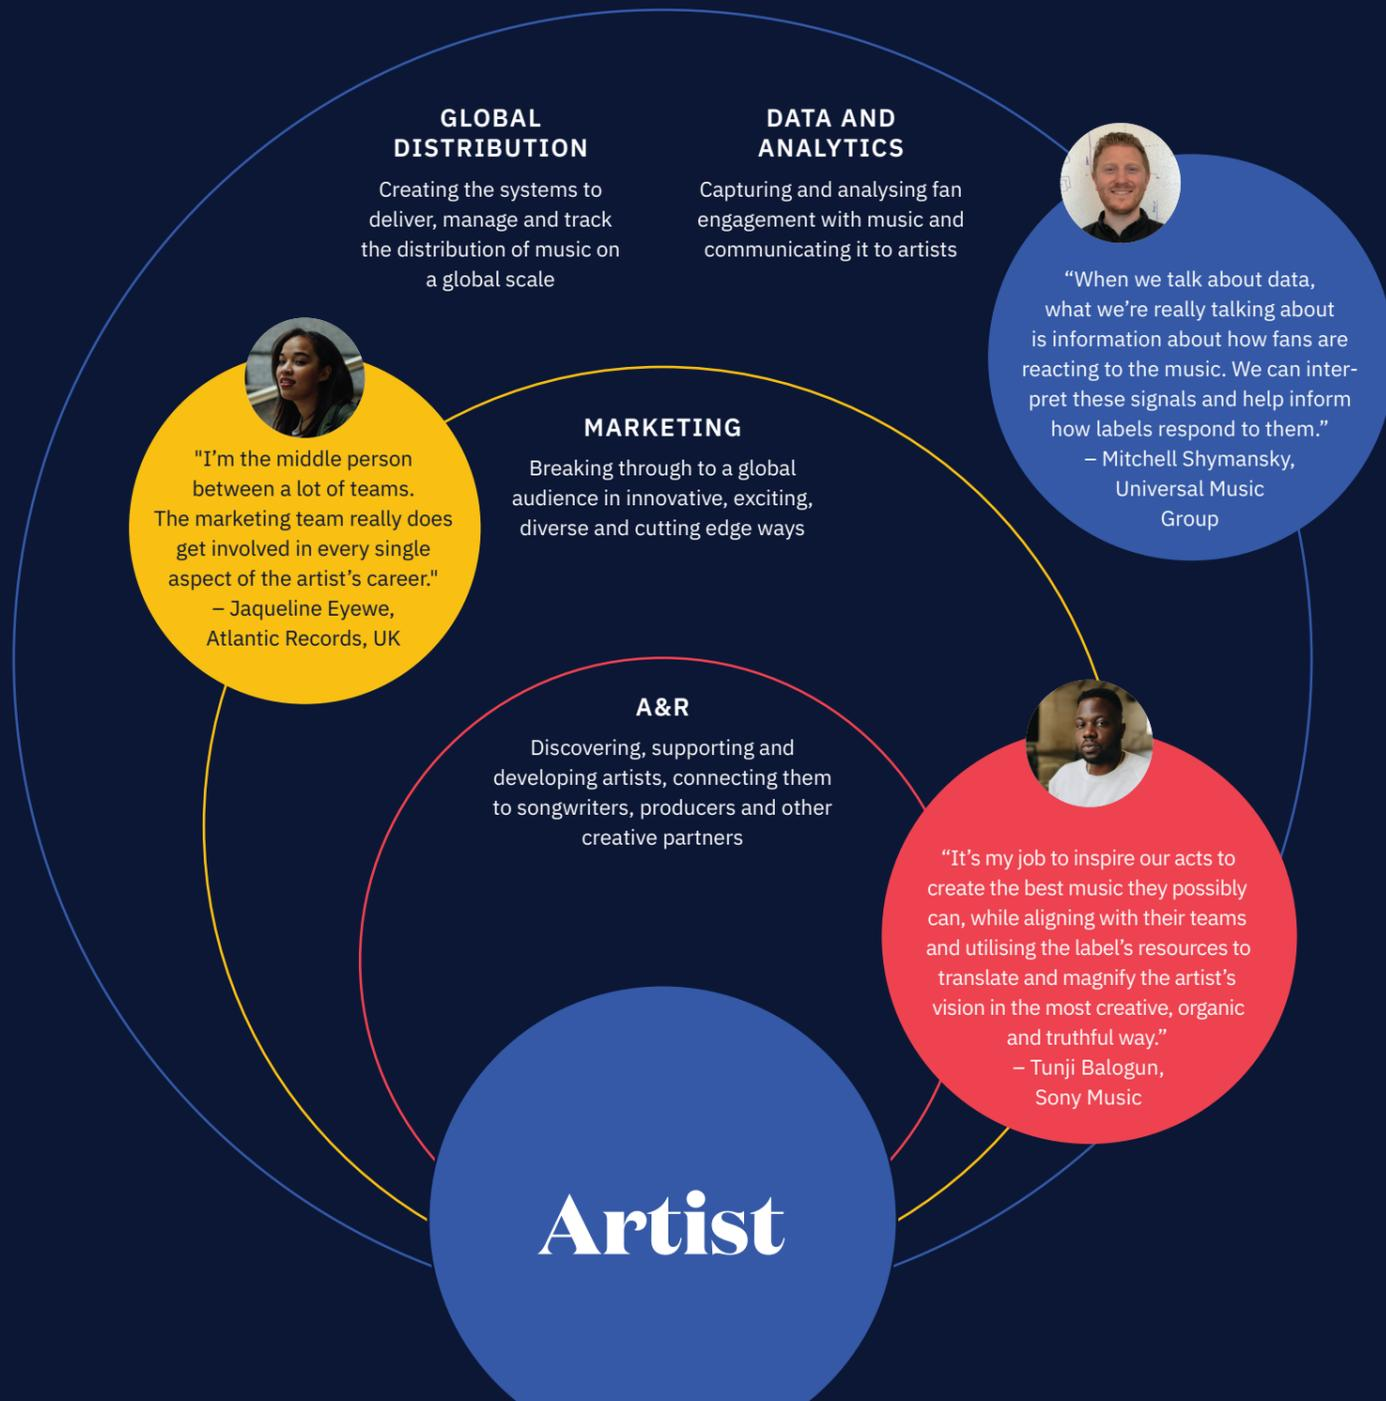 GLOBAL
DISTRIBUTION
Creating the systems to
deliver, manage and track
the distribution of music on
a global scale
DATA AND
ANALYTICS
Capturing and analysing fan
engagement with music and
communicating it to artists
“When we talk about data,
what we’re really talking about
is information about how fans are
reacting to the music. We can inter-
pret these signals and help inform
how labels respond to them.”
– Mitchell Shymansky,
Universal Music
Group
"I’m the middle person
between a lot of teams.
The marketing team really does
get involved in every single
aspect of the artist’s career."
– Jaqueline Eyewe,
Atlantic Records, UK
MARKETING
Breaking through to a global
audience in innovative, exciting,
diverse and cutting edge ways
A&R
Discovering, supporting and
developing artists, connecting them
to songwriters, producers and other
creative partners
“It’s my job to inspire our acts to
create the best music they possibly
can, while aligning with their teams
and utilising the label’s resources to
translate and magnify the artist’s
vision in the most creative, organic
and truthful way.”
– Tunji Balogun,
Sony Music
Artist